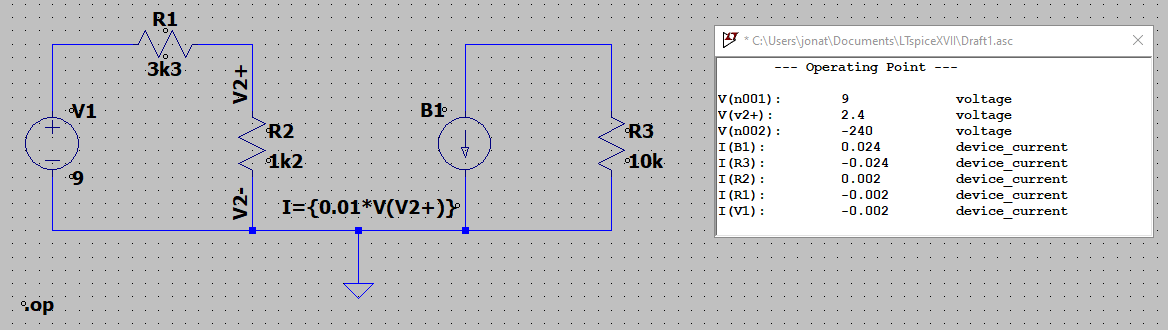 R1
3k3
V1
9
V2+
R2
1k2
V2-
B1
I={0.01*V(V2+)}
R3
10k
.op
* C:\Users\jonat\Documents\LTspiceXVII\Draft1.asc
--- Operating Point ---
V(n001): 9 voltage
V(v2+): 2.4 voltage
V(n002): -240 voltage
I(B1): 0.024 device_current
I(R3): -0.024 device_current
I(R2): 0.002 device_current
I(R1): -0.002 device_current
I(V1): -0.002 device_current